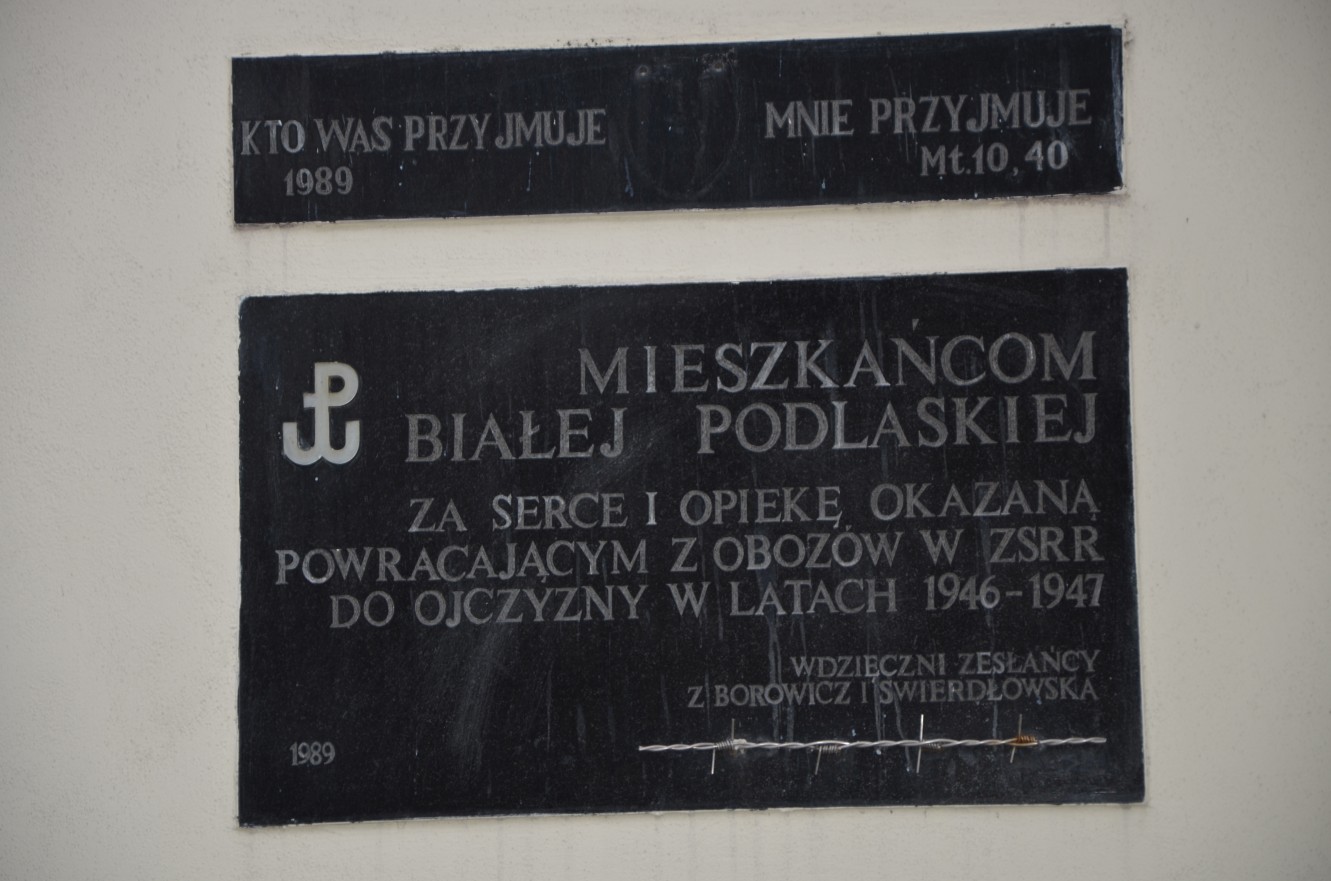 KTO WAS PRZYJMUJE MNIE PRZYJMUJE
1989 Mt.10, 40
MIESZKAŃCOM
BIAŁEJ PODLASKIEJ
ZA SERCE I OPIEKĘ OKAZANĄ
POWRACAJĄCYM Z OBOZÓW W ZSRR
DO OJCZYZNY W LATACH 1946-1947
WDZIĘCZNI ZESŁAŃCY
Z BOROWICZ I ŚWIERDŁOWSKA
1989